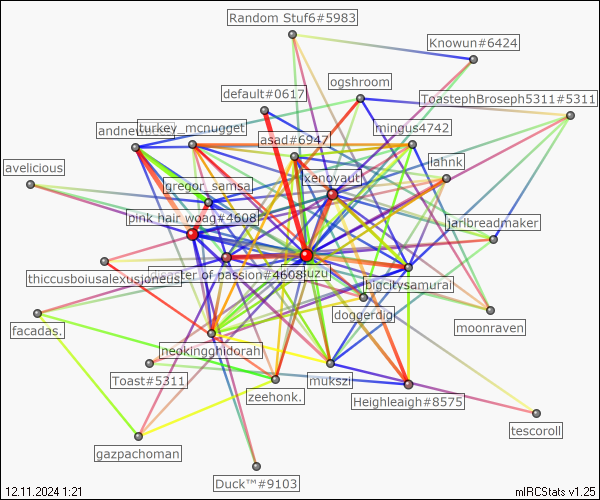 Random Stuf6#5983
Knowun#6424
ogshroom
default#0617
ToastephBroseph5311#5311
turkey_mcnugget
mingus4742
asad#6947
lahnk
avelicious
xenoyaut
gregor_samsa
pink hair woag#4608
jarlbreadmaker
of passion#4608
suzu
thiccusboiusalexusjoneus
bigcitysamurai
doggerdig
facadas.
moonraven
neokingghidorah
Toast#5311
mukszi
zeehonk.
Heighleaigh#8575
tescoroll
gazpachoman
Duck™#9103
12.11.2024 1:21
mIRCStats v1.25